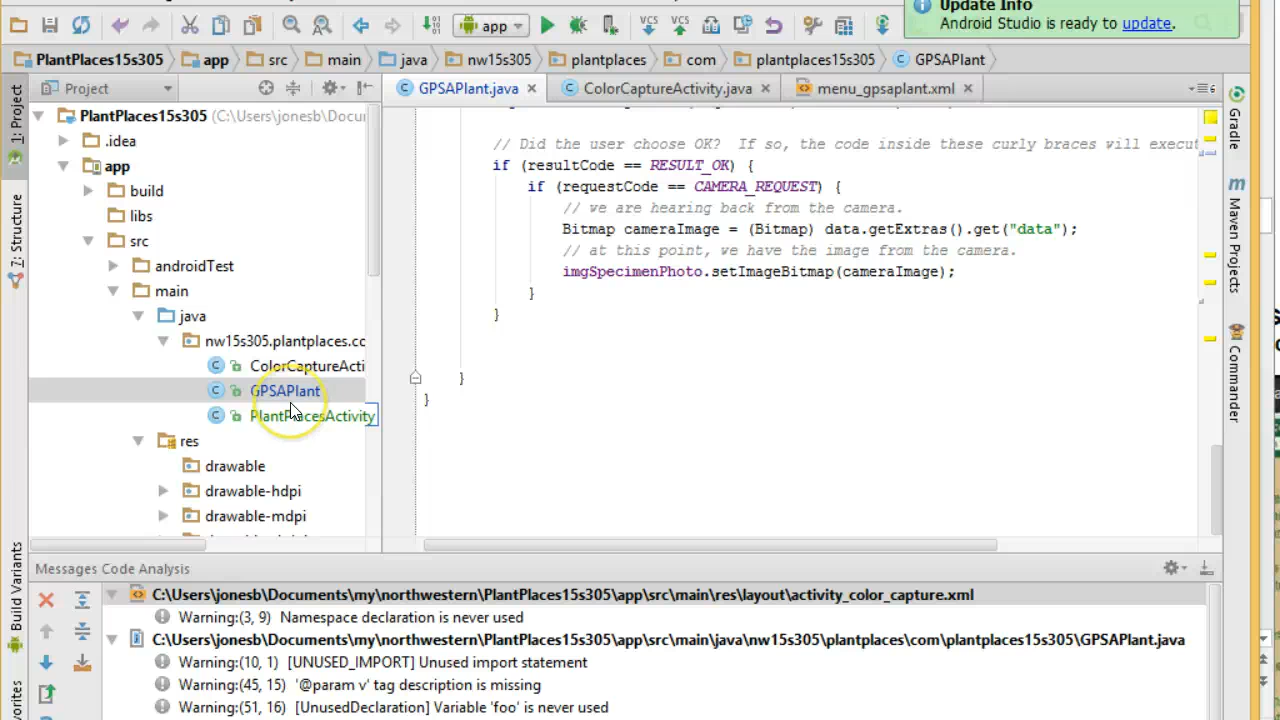 Update Info
Android Studio is ready to update.
app
PlantPlaces15s305 app src main java nw15s305 plantplaces com plantplaces15s305 GPSAPlant
Project
GPSAPlant.java ColorCaptureActivity.java menu_gpsaplant.xml
1: Project
7: Structure
Build Variants
PlantPlaces15s305 (C:\Users\jonesb\Docu
.idea
app
build
libs
src
androidTest
main
java
nw15s305.plantplaces.cc
ColorCaptureActi
GPSAPlant
PlantPlacesActivity
res
drawable
drawable-hdpi
drawable-mdpi
// Did the user choose OK?  If so, the code inside these curly braces will execut
if (resultCode == RESULT_OK) {
if (requestCode == CAMERA_REQUEST) {
// we are hearing back from the camera.
Bitmap cameraImage = (Bitmap) data.getExtras().get("data");
// at this point, we have the image from the camera.
imgSpecimenPhoto.setImageBitmap(cameraImage);
}
}
}
}
Gradle
Maven Projects
Commander
Messages Code Analysis
C:\Users\jonesb\Documents\my\northwestern\PlantPlaces15s305\app\src\main\res\layout\activity_color_capture.xml
Warning:(3, 9) Namespace declaration is never used
C:\Users\jonesb\Documents\my\northwestern\PlantPlaces15s305\app\src\main\java\nw15s305\plantplaces\com\plantplaces15s305\GPSAPlant.java
Warning:(10, 1) [UNUSED_IMPORT] Unused import statement
Warning:(45, 15) '@param v' tag description is missing
Warning:(51, 16) [UnusedDeclaration] Variable 'foo' is never used